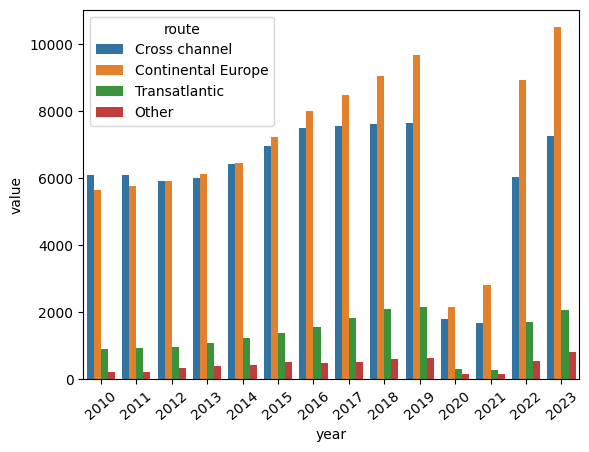 route
Cross channel
Continental Europe
Transatlantic
Other
10000
8000
6000
4000
2000
0
value
2010 2011 2012 2013 2014 2015 2016 2017 2018 2019 2020 2021 2022 2023
year